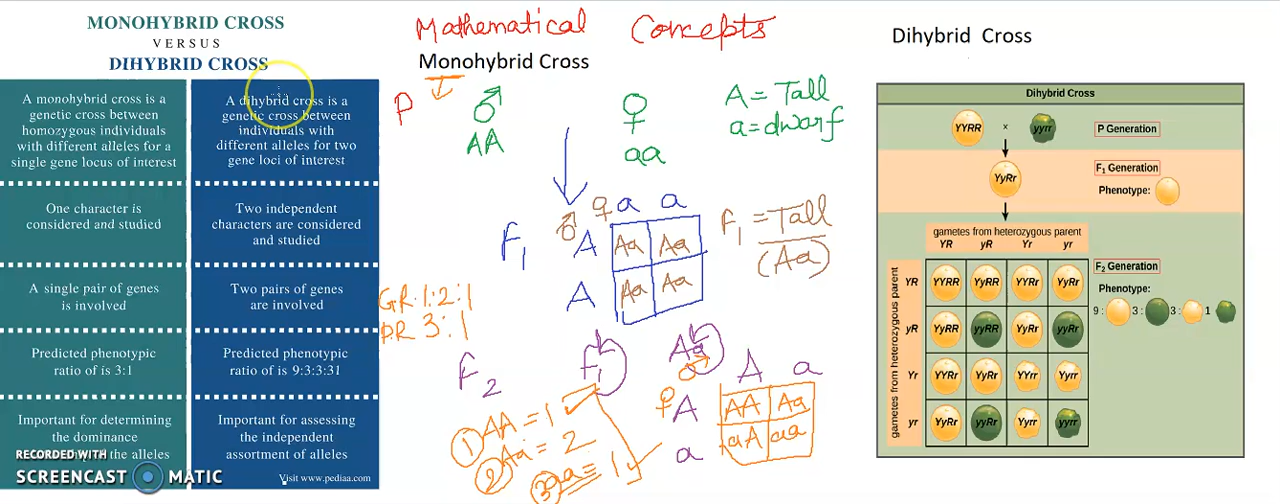 MONOHYBRID CROSS
VERSUS
DIHYBRID CROSS
A monohybrid cross is a
genetic cross between
homozygous individuals
with different alleles for a
single gene locus of interest
A dihybrid cross is a
genetic cross between
individuals with
different alleles for two
gene loci of interest
One character is
considered and studied
Two independent
characters are considered
and studied
A single pair of genes
is involved
Two pairs of genes
are involved
Predicted phenotypic
ratio of is 3:1
Predicted phenotypic
ratio of is 9:3:3:31
Important for determining
the dominance
the alleles
Important for assessing
the independent
assortment of alleles
RECORDED WITH
SCREENCAST MATIC
Visit www.pediaa.com
Mathematical Concepts
Monohybrid Cross
P ♂ ♀
AA aa
A = Tall
a = dwarf
F1
♂ ♀ a a
A Aa Aa
A Aa Aa
F1 = Tall
(Aa)
G.R. 1:2:1
P.R 3:1
F2 F1 Aa
♂ A a
♀ A AA Aa
a aA aa
① AA = 1
② Aa = 2
③ aa = 1
Dihybrid Cross
Dihybrid Cross
YYRR x yyrr P Generation
YyRr F1 Generation
Phenotype:
gametes from heterozygous parent
YR yR Yr yr
gametes from heterozygous parent
YR YYRR YyRR YYRr YyRr
yR YyRR yyRR YyRr yyRr
Yr YYRr YyRr YYrr Yyrr
yr YyRr yyRr Yyrr yyrr
F2 Generation
Phenotype:
9: 3: 3: 1